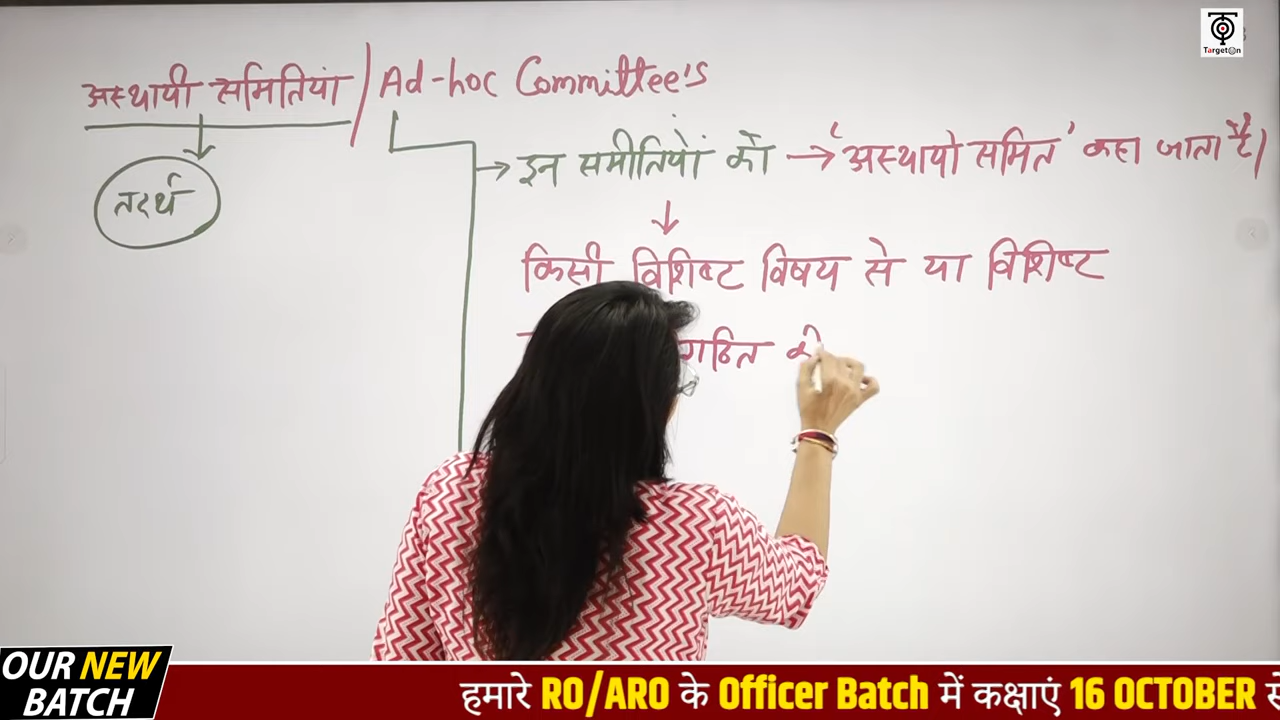 TargetOn
अस्थायी समितियां / Ad-hoc Committee's
तदर्थ
→ इन समीतियों को → 'अस्थायी समित' कहा जाता है।
किसी विशिष्ट विषय से या विशिष्ट
गठित की
OUR NEW BATCH
हमारे RO/ARO के Officer Batch में कक्षाएं 16 OCTOBER से